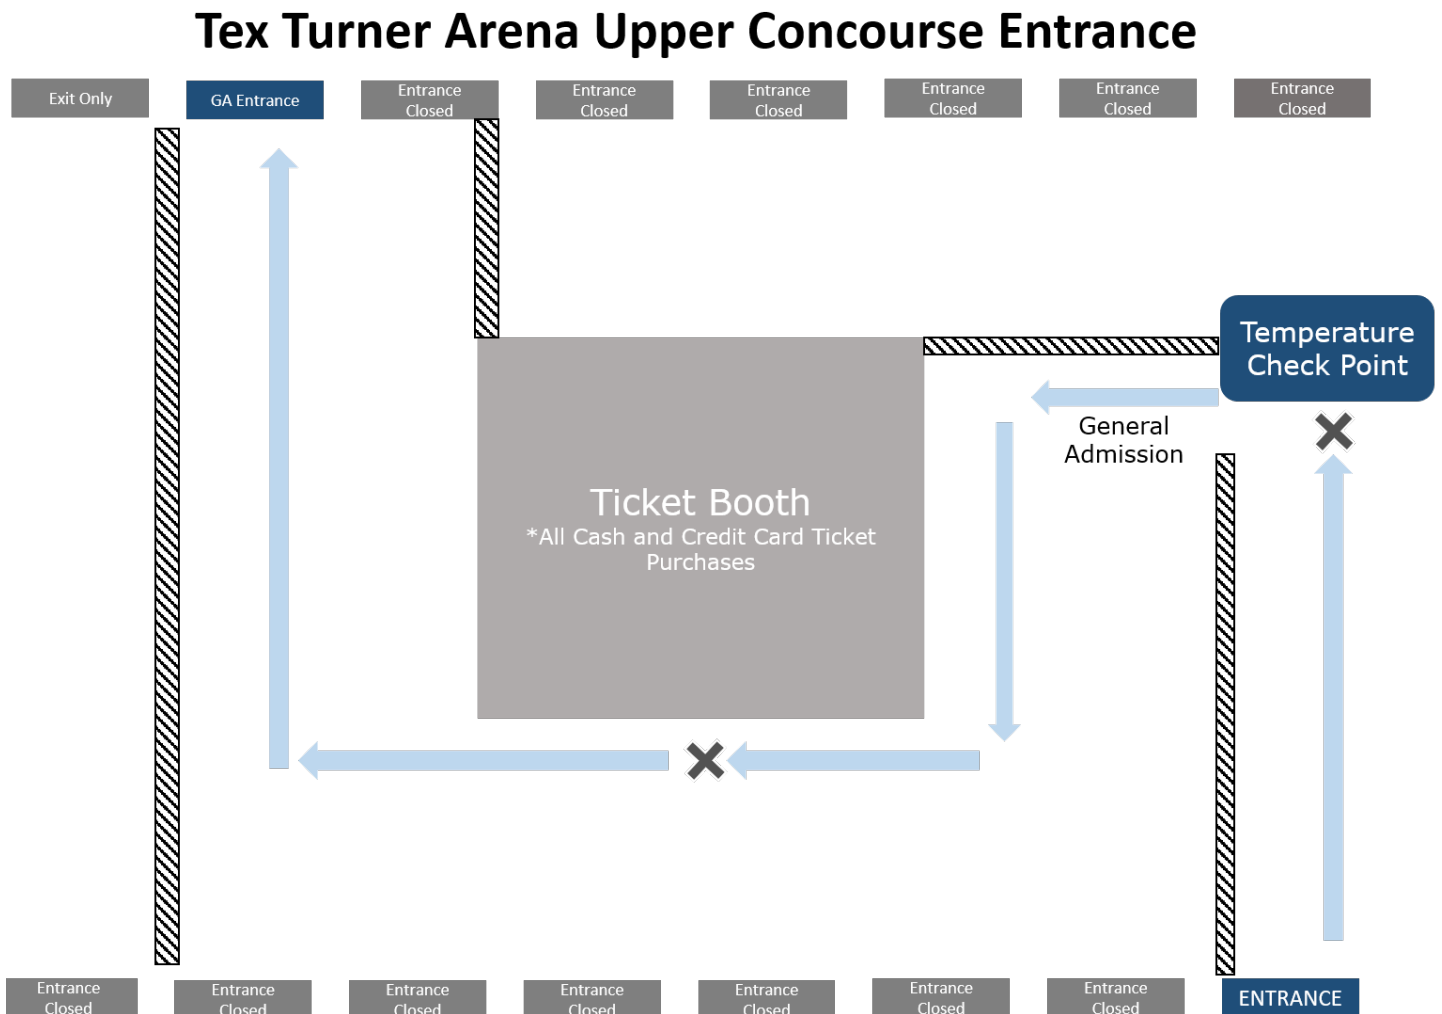 Tex Turner Arena Upper Concourse Entrance
Exit Only
GA Entrance
Entrance
Closed
Entrance
Closed
Entrance
Closed
Entrance
Closed
Entrance
Closed
Entrance
Closed
Temperature
Check Point
General
Admission
Ticket Booth
*All Cash and Credit Card Ticket
Purchases
Entrance
Closed
Entrance
Closed
Entrance
Closed
Entrance
Closed
Entrance
Closed
Entrance
Closed
Entrance
Closed
ENTRANCE